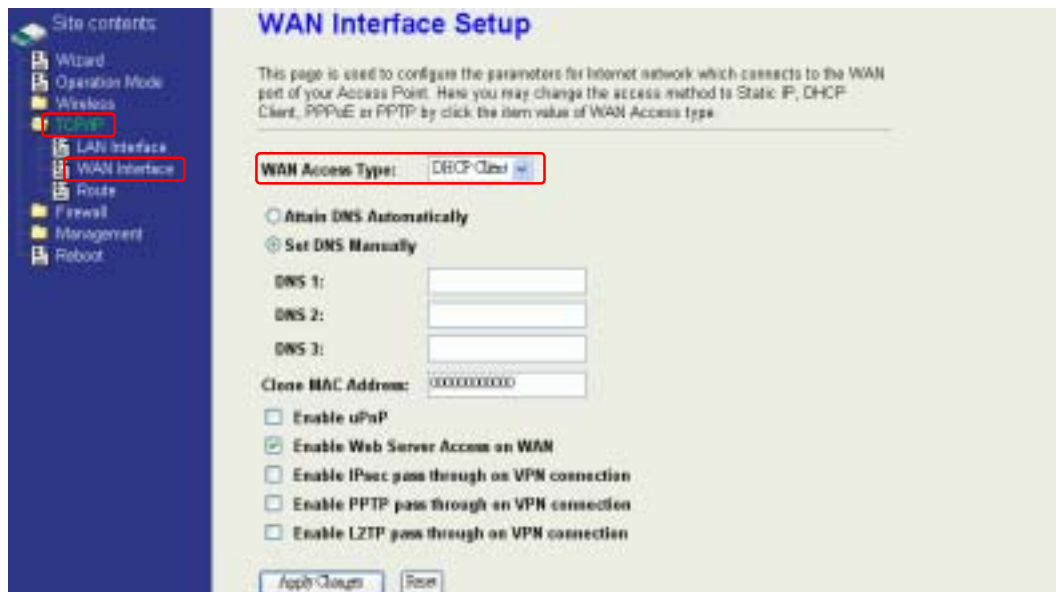 Site contents
Wizard
Operation Mode
Wireless
TCP/IP
LAN Interface
WAN Interface
Route
Firewall
Management
Reboot
WAN Interface Setup
This page is used to configure the parameters for Internet network which connects to the WAN
port of your Access Point. Here you may change the access method to Static IP, DHCP
Client, PPPoE or PPTP by click the item value of WAN Access type.
WAN Access Type: DHCP Client
Attain DNS Automatically
Set DNS Manually
DNS 1:
DNS 2:
DNS 3:
Clone MAC Address: 000000000000
Enable uPnP
Enable Web Server Access on WAN
Enable IPsec pass through on VPN connection
Enable PPTP pass through on VPN connection
Enable L2TP pass through on VPN connection
Apply Changes Reset